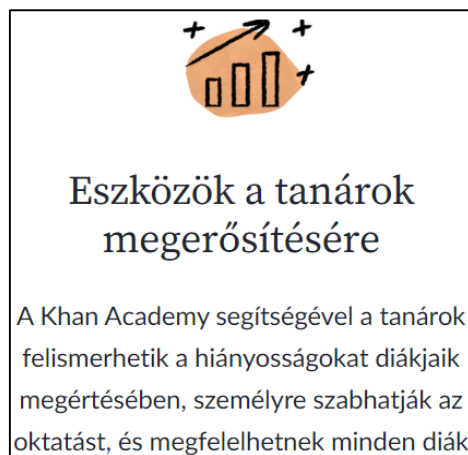 Eszközök a tanárok
megerősítésére
A Khan Academy segítségével a tanárok
felismerhetik a hiányosságokat diákjaik
megértésében, személyre szabhatják az
oktatást, és megfelelhetnek minden diák